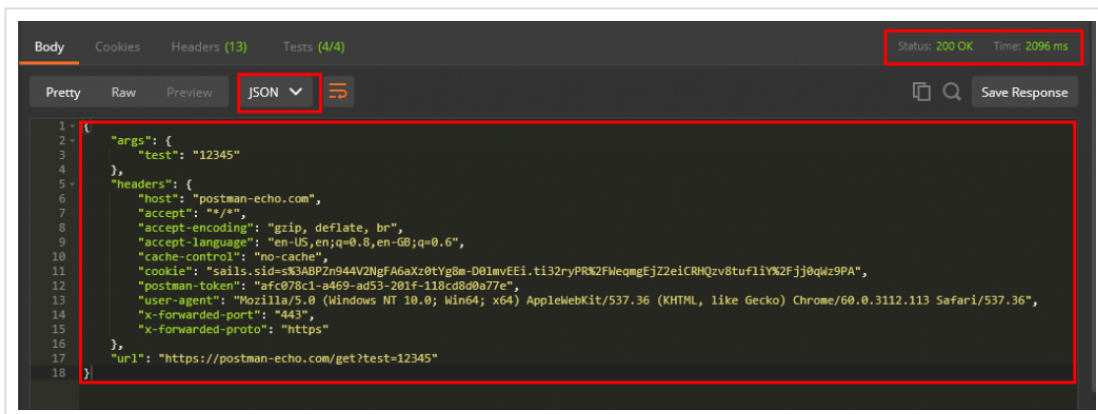 Body Cookies Headers (13) Tests (4/4) Status: 200 OK Time: 2096 ms
Pretty Raw Preview JSON Save Response
1 {
2 "args": {
3 "test": "12345"
4 },
5 "headers": {
6 "host": "postman-echo.com",
7 "accept": "*/*",
8 "accept-encoding": "gzip, deflate, br",
9 "accept-language": "en-US,en;q=0.8,en-GB;q=0.6",
10 "cache-control": "no-cache",
11 "cookie": "sails.sid=s%3ABPZn944V2NgFA6aXz0tYg8m-D0lmvEEi.ti32ryPR%2FWeqmgEjZ2eiCRHQzv8tufliY%2Fjj0qWz9PA",
12 "postman-token": "afc078c1-a469-ad53-201f-118cd8d0a77e",
13 "user-agent": "Mozilla/5.0 (Windows NT 10.0; Win64; x64) AppleWebKit/537.36 (KHTML, like Gecko) Chrome/60.0.3112.113 Safari/537.36",
14 "x-forwarded-port": "443",
15 "x-forwarded-proto": "https"
16 },
17 "url": "https://postman-echo.com/get?test=12345"
18 }